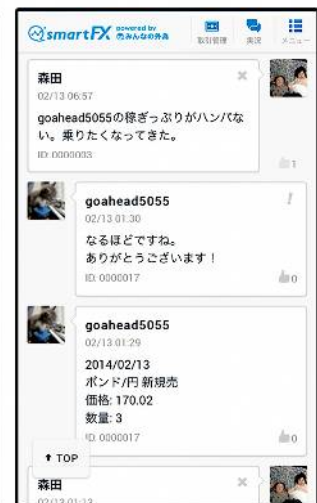 smartFX powered by みんなの外為
取引管理 実況 メニュー
森田
02/13 06:57
goahead5055の稼ぎっぷりがハンパな
い。乗りたくなってきた。
ID: 0000003
1
goahead5055
02/13 01:30
なるほどですね。
ありがとうございます！
ID: 0000017
0
goahead5055
02/13 01:29
2014/02/13
ポンド/円 新規売
価格: 170.02
数量: 3
ID: 0000017
0
TOP
森田
02/13 01:13